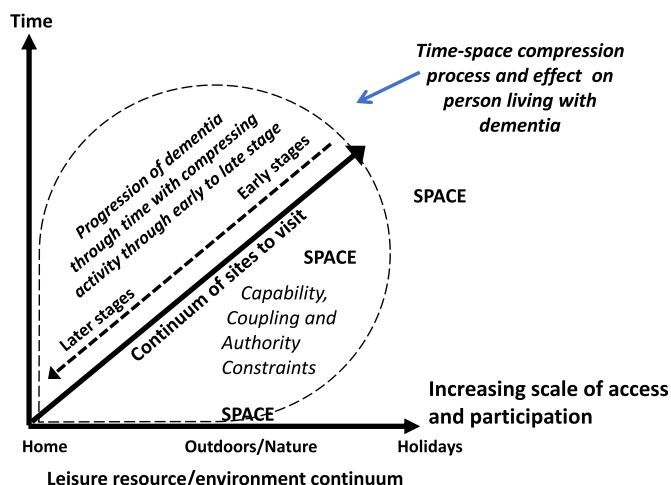 Time
Time-space compression
process and effect on
person living with
dementia
Progression of dementia
through time with compressing
activity through early to late stage
Early stages
Later stages
Continuum of sites to visit
SPACE
SPACE
Capability,
Coupling and
Authority
Constraints
SPACE
Increasing scale of access
and participation
Home
Outdoors/Nature
Holidays
Leisure resource/environment continuum